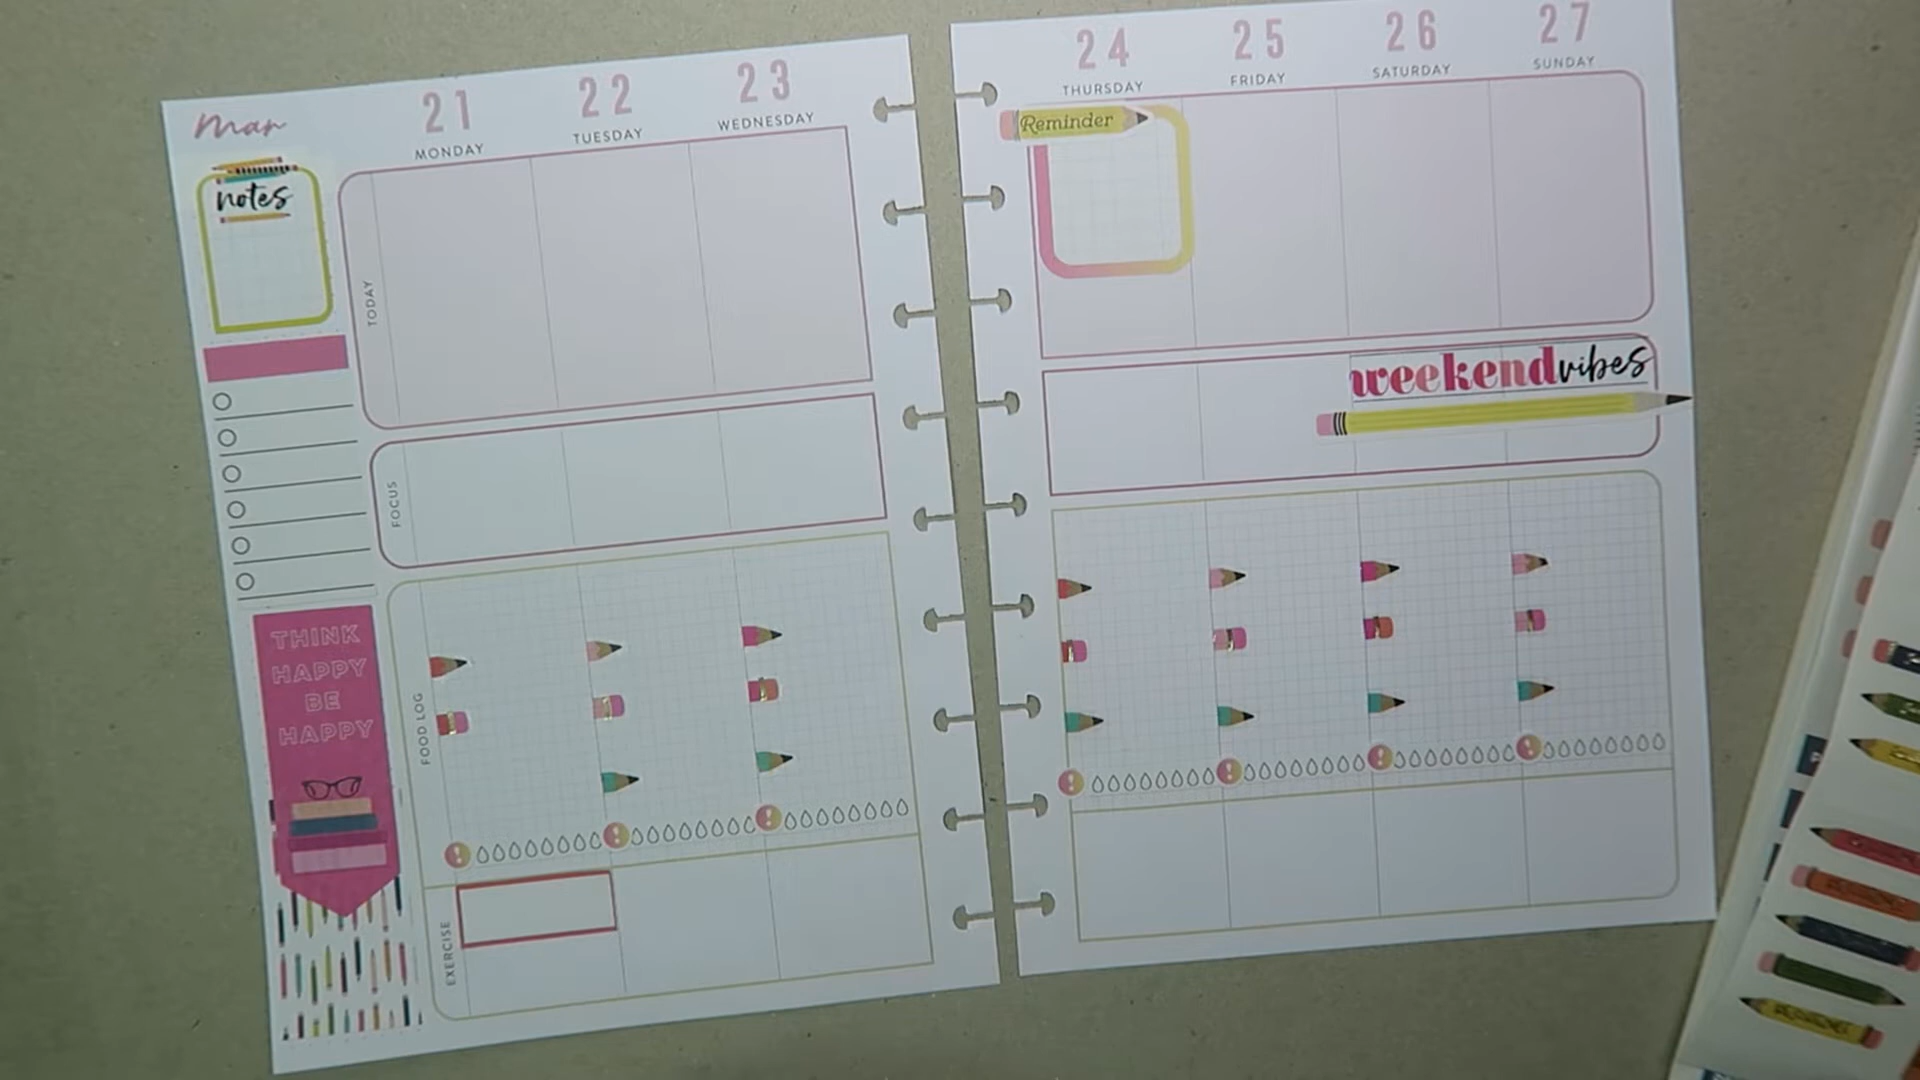 Mar
21
MONDAY
22
TUESDAY
23
WEDNESDAY
notes
TODAY
FOCUS
THINK
HAPPY
BE
HAPPY
FOOD LOG
EXERCISE
24
THURSDAY
25
FRIDAY
26
SATURDAY
27
SUNDAY
Reminder
weekend vibes